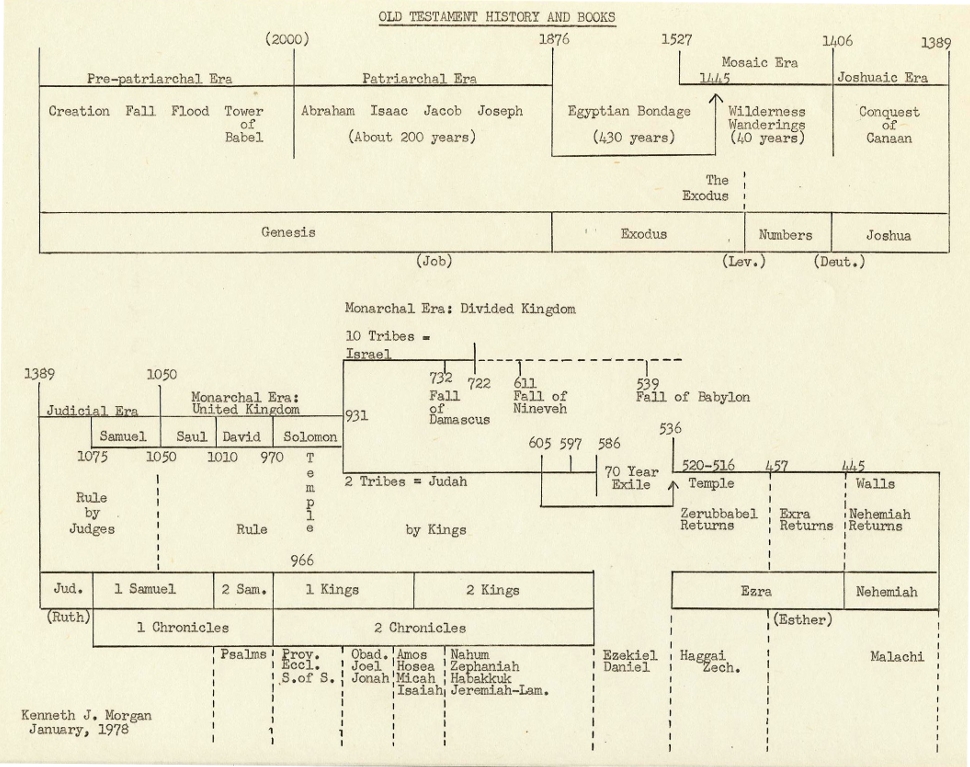 OLD TESTAMENT HISTORY AND BOOKS
(2000) 1876 1527 1406 1389
Mosaic Era
Pre-patriarchal Era Patriarchal Era 1445 Joshuaic Era
Creation Fall Flood Tower of Babel
Abraham Isaac Jacob Joseph
(About 200 years)
Egyptian Bondage
(430 years)
Wilderness
Wanderings
(40 years)
Conquest
of
Canaan
The
Exodus
Genesis Exodus Numbers Joshua
(Job) (Lev.) (Deut.)
Monarchal Era: Divided Kingdom
10 Tribes =
Israel
732 722 611 539
Fall
of
Damascus
Fall of
Nineveh
Fall of Babylon
1389 1050
Judicial Era
Monarchal Era:
United Kingdom
931
Samuel Saul David Solomon
1075 1050 1010 970
Temple
966
2 Tribes = Judah
605 597 586 536
70 Year
Exile
520-516 457 445
Temple Walls
Zerubbabel
Returns
Exra
Returns
Nehemiah
Returns
Rule
by
Judges
Rule by Kings
Jud. 1 Samuel 2 Sam. 1 Kings 2 Kings Ezra Nehemiah
(Ruth) (Esther)
1 Chronicles 2 Chronicles
Psalms
Prov.
Eccl.
S.of S.
Obad.
Joel
Jonah
Amos
Hosea
Micah
Isaiah
Nahum
Zephaniah
Habakkuk
Jeremiah-Lam.
Ezekiel
Daniel
Haggai
Zech.
Malachi
Kenneth J. Morgan
January, 1978